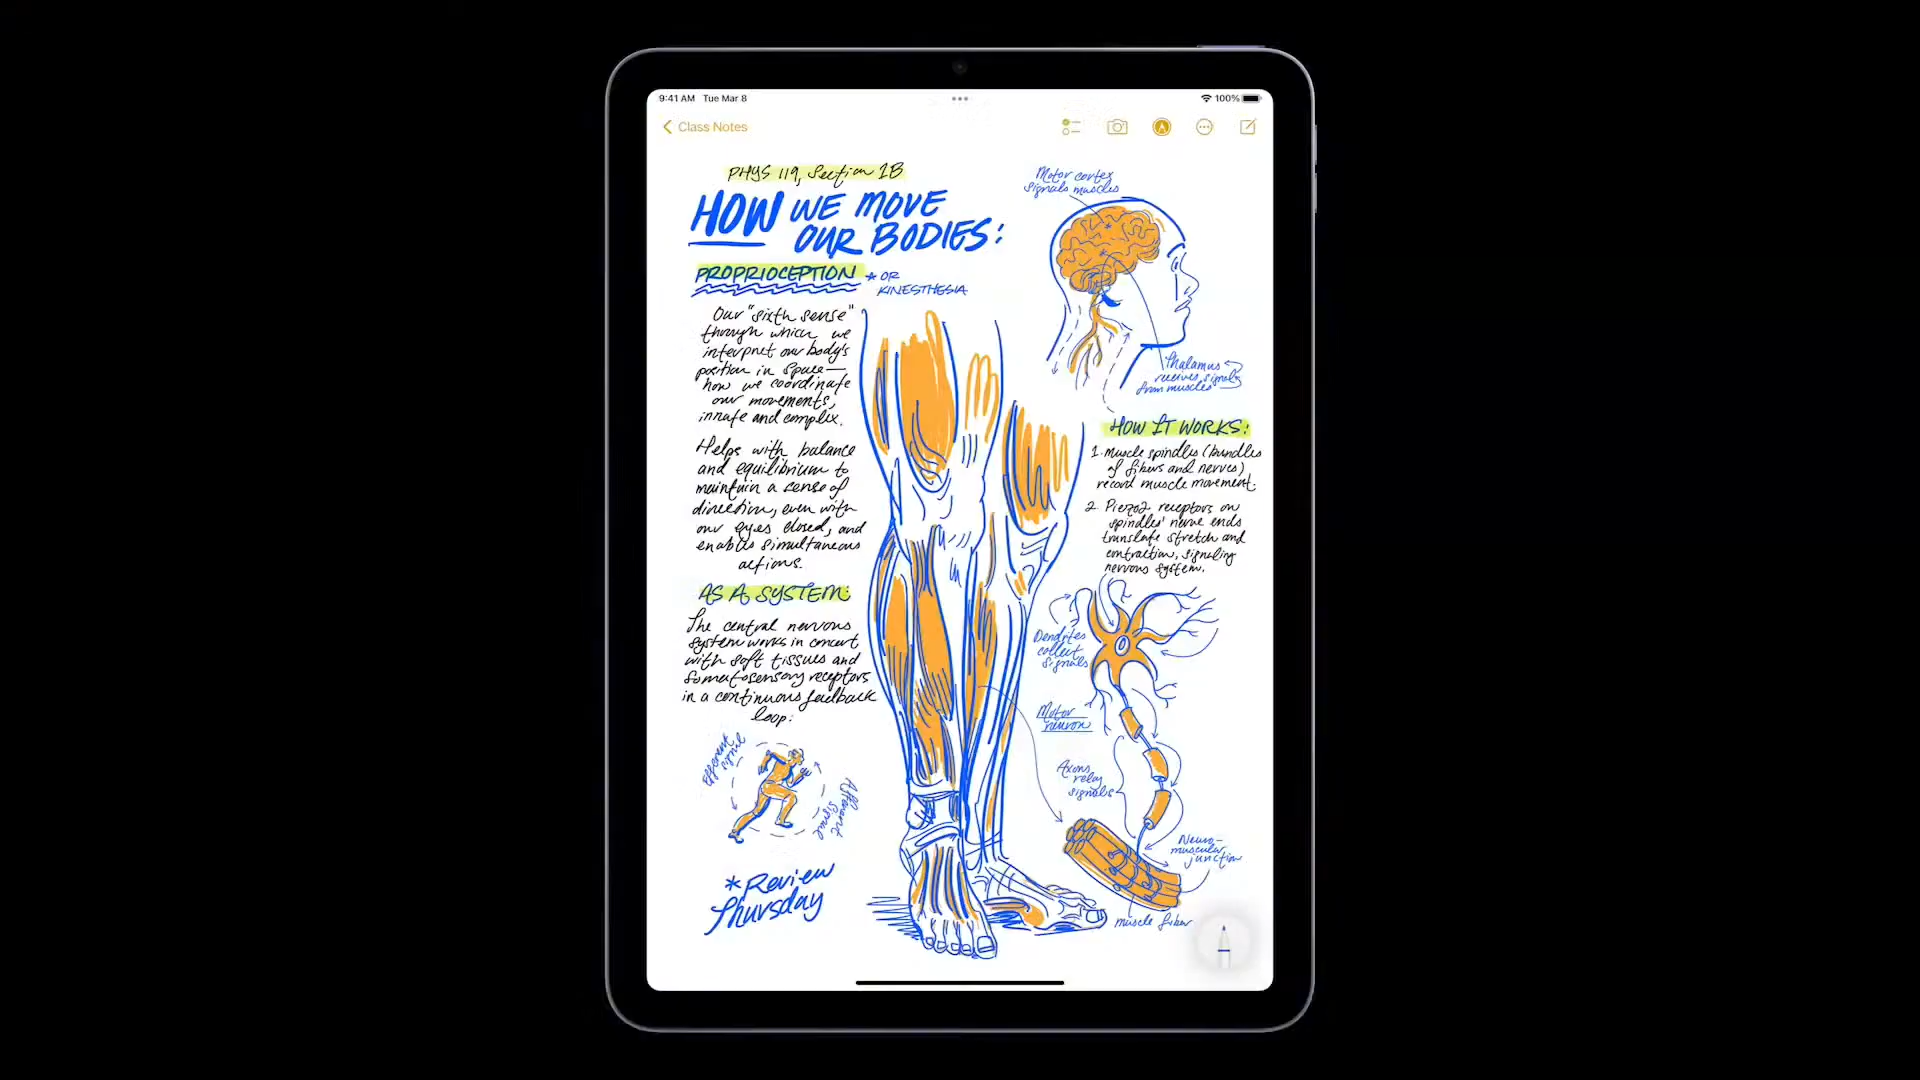 9:41 AM Tue Mar 8
100%
Class Notes
PHYS 119, Section 1B
HOW WE MOVE
OUR BODIES:
PROPRIOCEPTION * OR
KINESTHESIA
Our "sixth sense"
through which we
interpret our body's
position in space—
how we coordinate
our movements,
innate and complex.
Helps with balance
and equilibrium to
maintain a sense of
direction, even with
our eyes closed, and
enables simultaneous
actions.
AS A SYSTEM:
The central nervous
system works in concert
with soft tissues and
somatosensory receptors
in a continuous feedback
loop:
Efferent
signal
Afferent
signal
*Review
Thursday
Motor cortex
signals muscles
Thalamus
receives signals
from muscles
HOW IT WORKS:
1. Muscle spindles (bundles
of fibers and nerves)
record muscle movement.
2. Piezo2 receptors on
spindles' nerve ends
translate stretch and
contraction, signaling
nervous system.
Dendrites
collect
signals
Motor
neuron
Axons
relay
signals
Neuro-
muscular
junction
muscle fiber